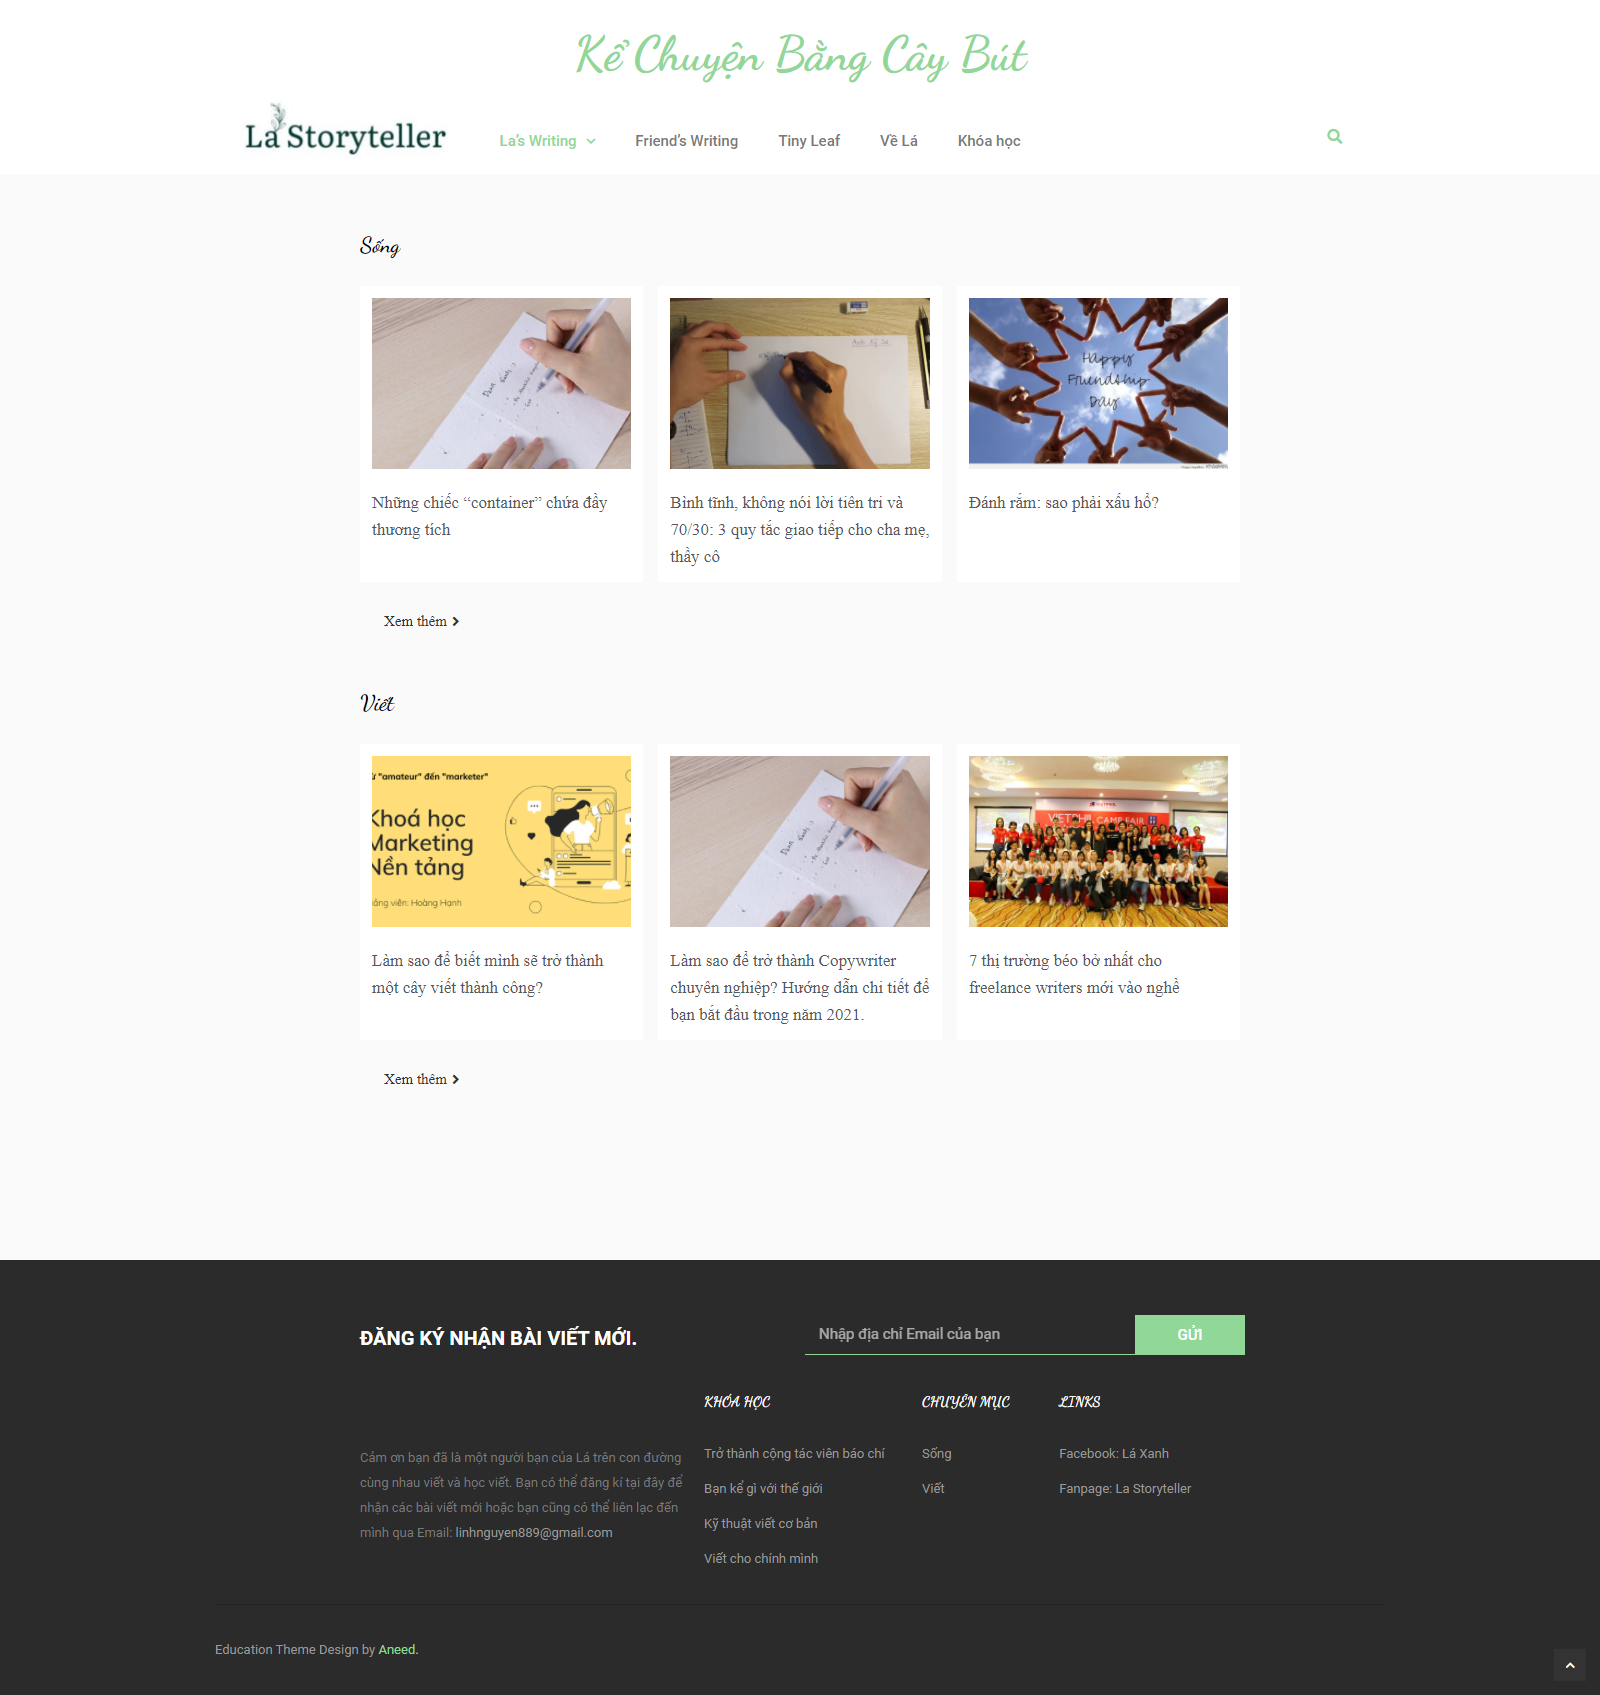 Kể Chuyện Bằng Cây Bút
La Storyteller
La's Writing
Friend's Writing
Tiny Leaf
Về Lá
Khóa học
Sống
Happy
Friendship
Day
Những chiếc “container” chứa đầy
thương tích
Bình tĩnh, không nói lời tiên tri và
70/30: 3 quy tắc giao tiếp cho cha mẹ,
thầy cô
Đánh rắm: sao phải xấu hổ?
Xem thêm
Viết
"amateur" đến "marketer"
Khoá học
Marketing
Nền tảng
viên: Hoàng Hạnh
CAMP FAIR
Làm sao để biết mình sẽ trở thành
một cây viết thành công?
Làm sao để trở thành Copywriter
chuyên nghiệp? Hướng dẫn chi tiết để
bạn bắt đầu trong năm 2021.
7 thị trường béo bở nhất cho
freelance writers mới vào nghề
Xem thêm
ĐĂNG KÝ NHẬN BÀI VIẾT MỚI.
Nhập địa chỉ Email của bạn
GỬI
Cảm ơn bạn đã là một người bạn của Lá trên con đường
cùng nhau viết và học viết. Bạn có thể đăng kí tại đây để
nhận các bài viết mới hoặc bạn cũng có thể liên lạc đến
mình qua Email: linhnguyen889@gmail.com
KHÓA HỌC
Trở thành cộng tác viên báo chí
Bạn kể gì với thế giới
Kỹ thuật viết cơ bản
Viết cho chính mình
CHUYÊN MỤC
Sống
Viết
LINKS
Facebook: Lá Xanh
Fanpage: La Storyteller
Education Theme Design by Aneed.